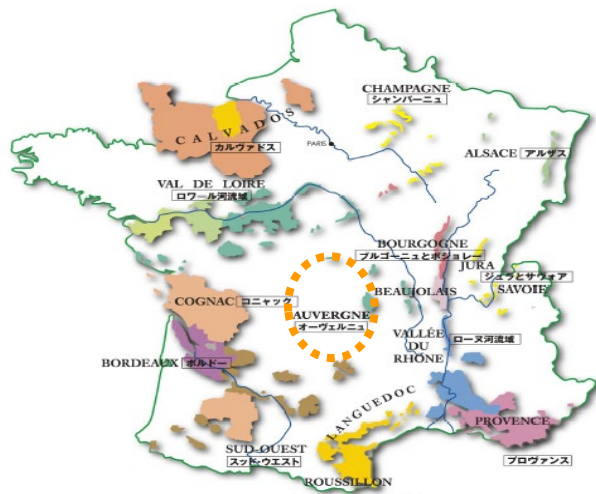 CHAMPAGNE
シャンパーニュ
CALVADOS
カルヴァドス
PARIS
ALSACE アルザス
VAL DE LOIRE
ロワール河流域
BOURGOGNE
ブルゴーニュとボジョレー
JURA
ジュラとサヴォア
SAVOIE
BEAUJOLAIS
COGNAC コニャック
AUVERGNE
オーヴェルニュ
VALLÉE
DU
RHÔNE
ローヌ河流域
BORDEAUX ボルドー
LANGUEDOC
PROVENCE
プロヴァンス
SUD-OUEST
スッド・ウエスト
ROUSSILLON